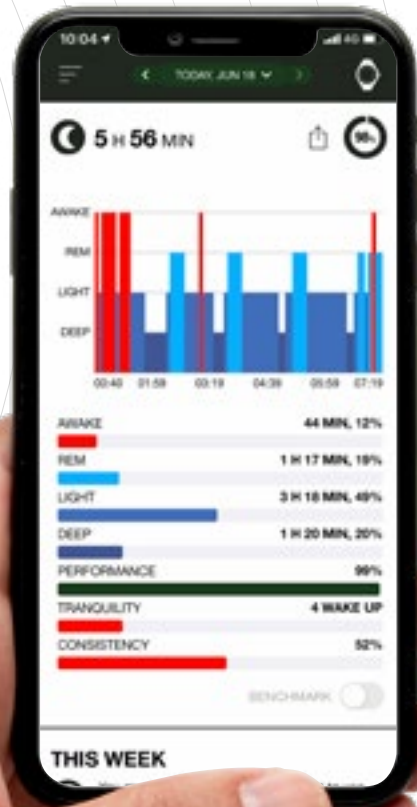 10:04 4G
TODAY, JUN 18
5 H 56 MIN 98%
AWAKE
REM
LIGHT
DEEP
00:40 01:59 03:19 04:39 05:59 07:19
AWAKE 44 MIN, 12%
REM 1 H 17 MIN, 19%
LIGHT 3 H 18 MIN, 49%
DEEP 1 H 20 MIN, 20%
PERFORMANCE 99%
TRANQUILITY 4 WAKE UP
CONSISTENCY 52%
BENCHMARK
THIS WEEK